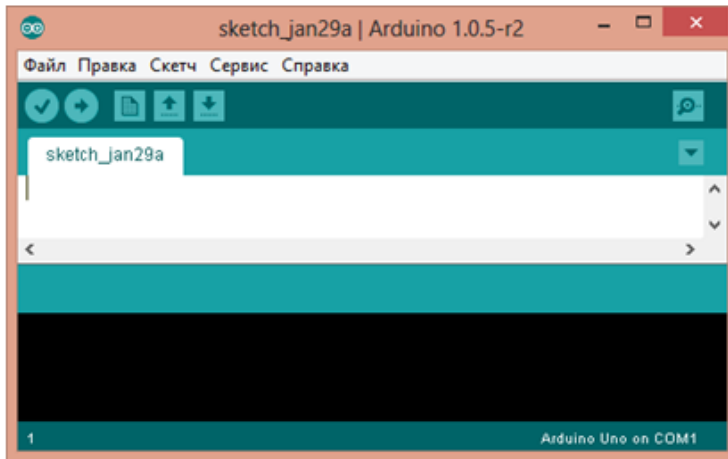 sketch_jan29a | Arduino 1.0.5-r2
Файл Правка Скетч Сервис Справка
sketch_jan29a
1 Arduino Uno on COM1